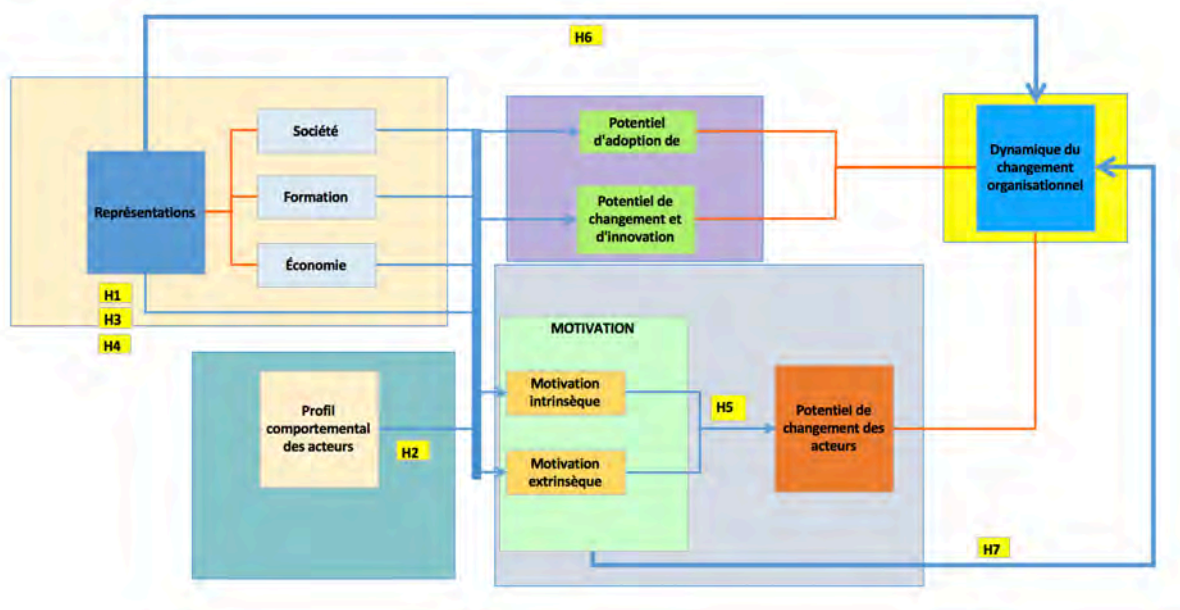 H6
Société
Formation
Économie
Représentations
H1
H3
H4
Potentiel
d'adoption de
Potentiel de
changement et
d'innovation
Dynamique du
changement
organisationnel
Profil
comportemental
des acteurs
H2
MOTIVATION
Motivation
intrinsèque
Motivation
extrinsèque
H5
Potentiel de
changement des
acteurs
H7